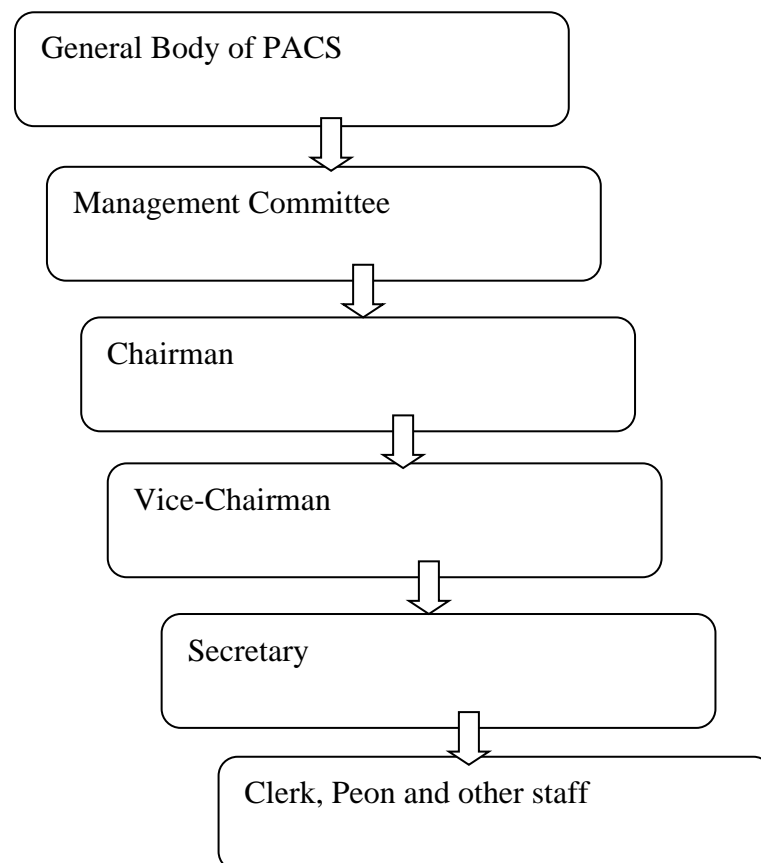 General Body of PACS
Management Committee
Chairman
Vice-Chairman
Secretary
Clerk, Peon and other staff